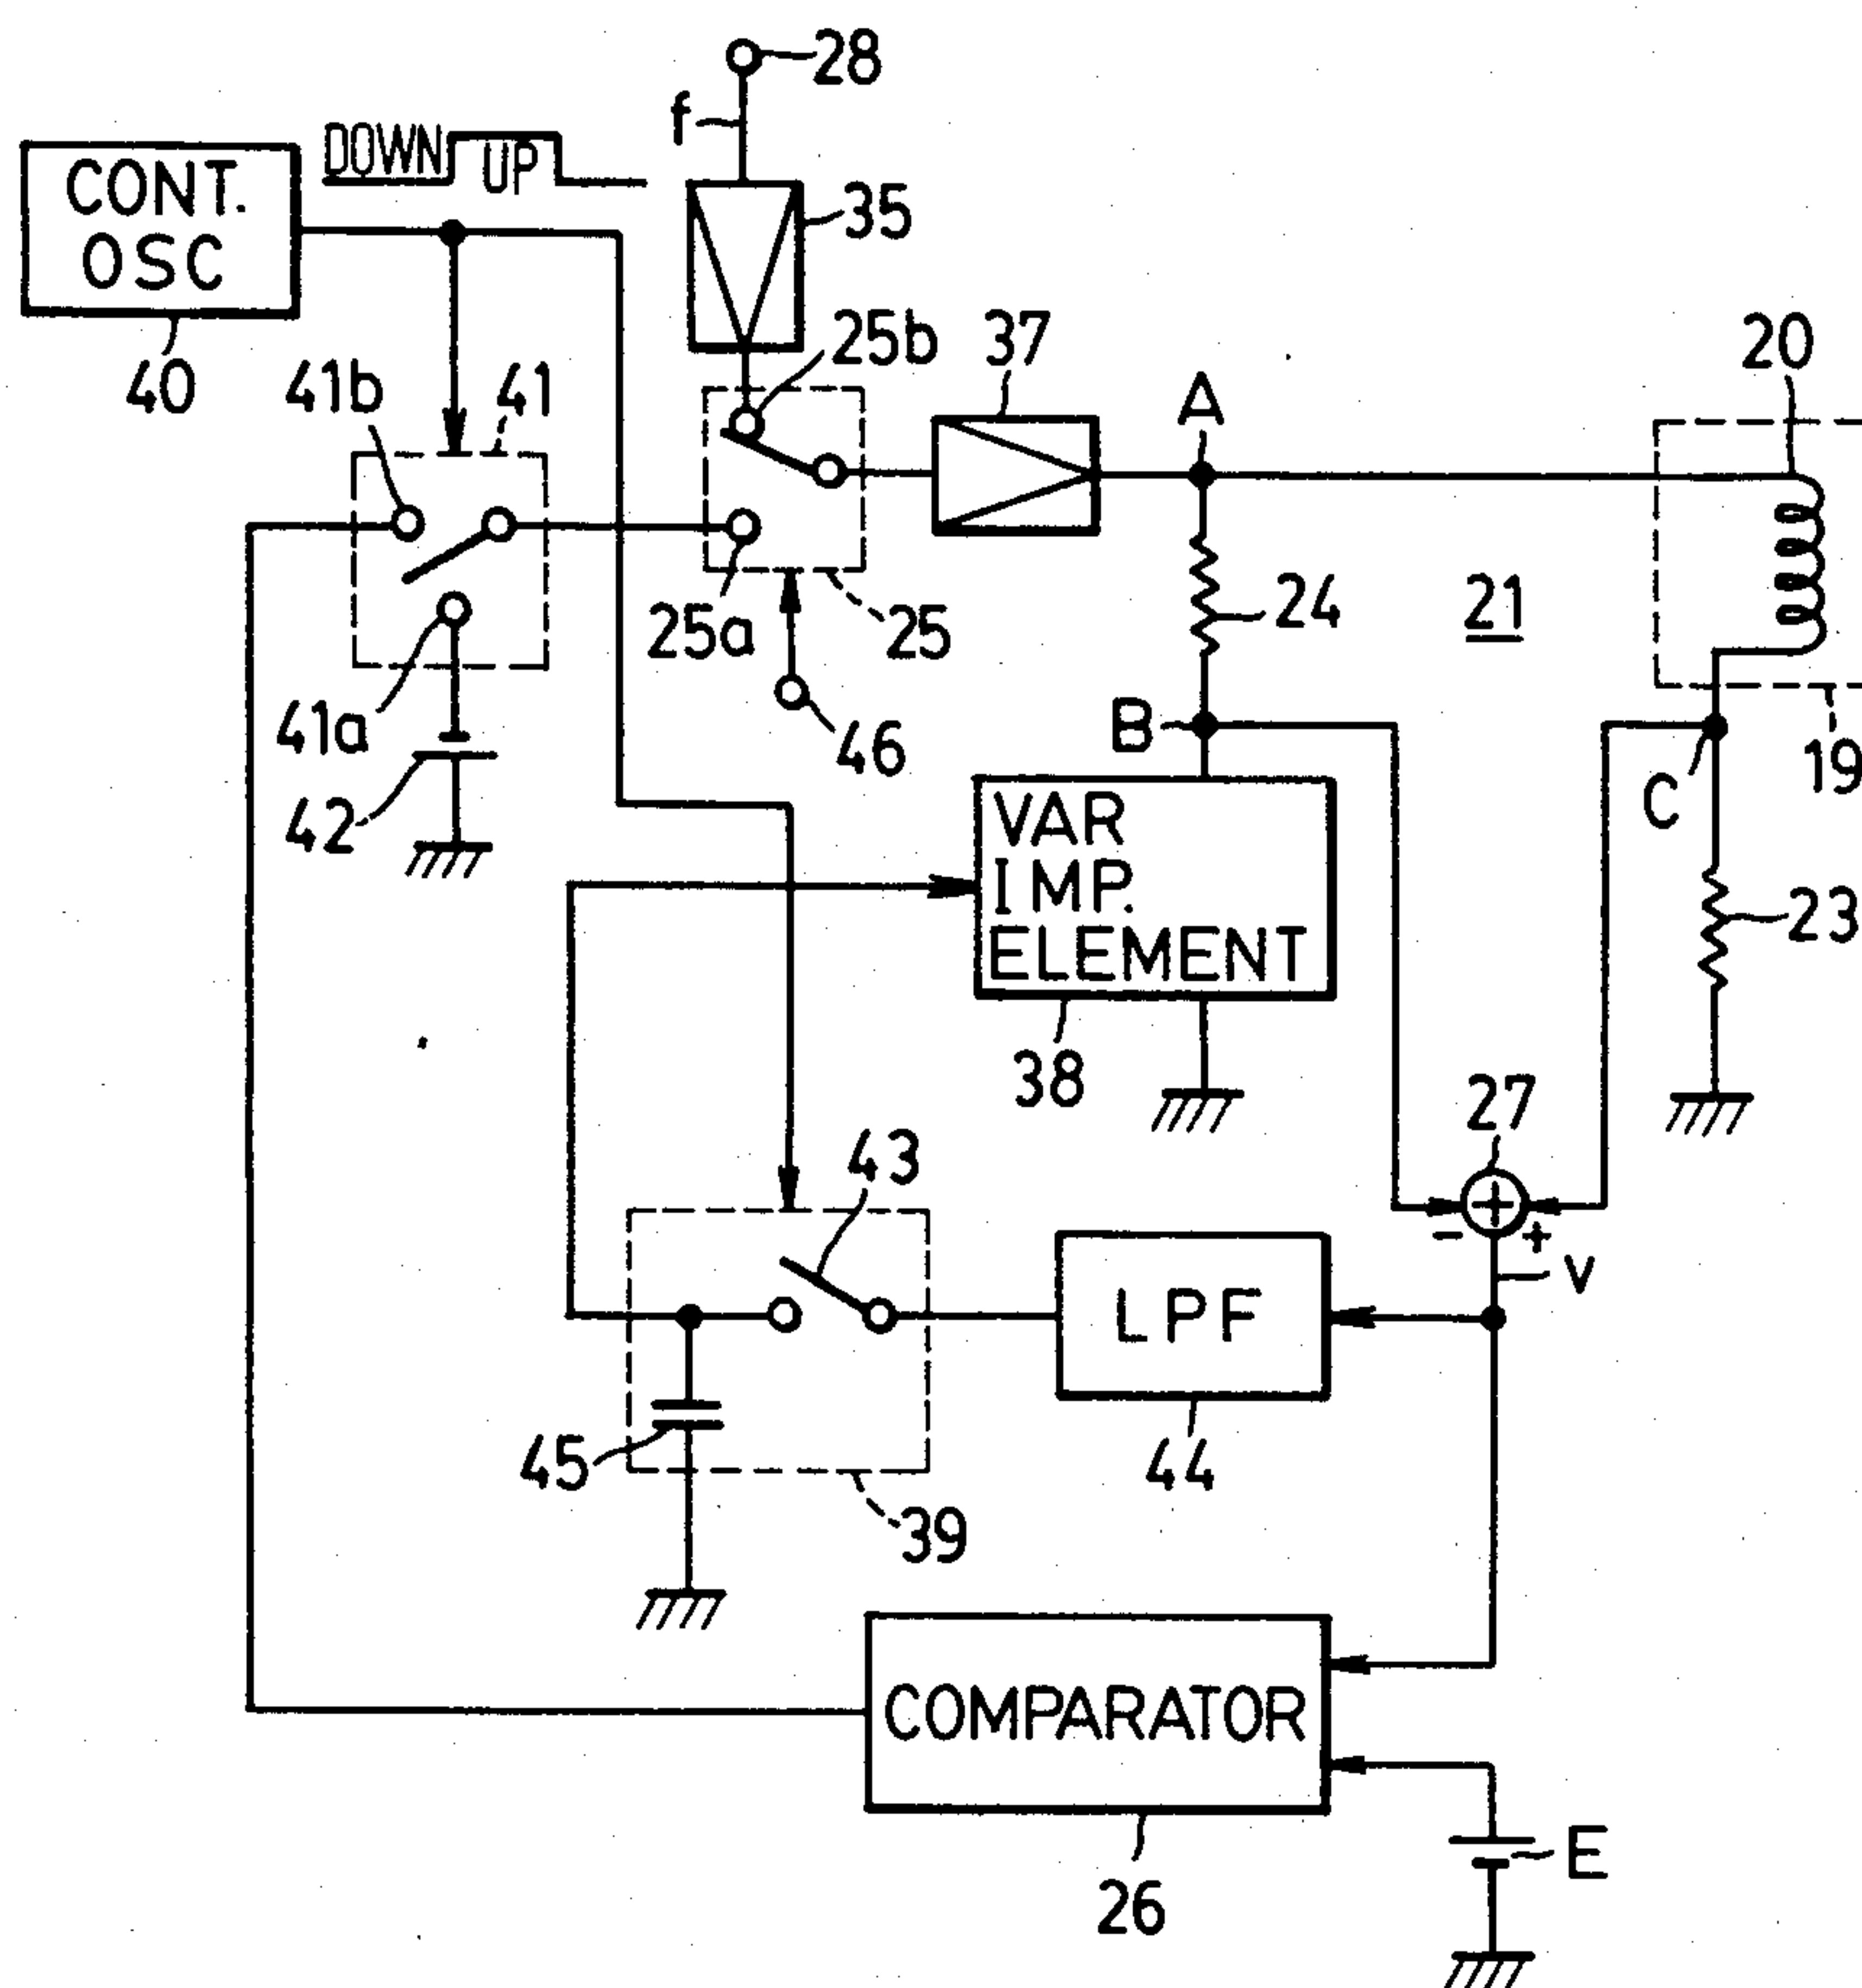 28
f
DOWN
UP
CONT.
OSC
35
40
41b
41
25b
37
A
20
25a
25
24
21
41a
46
B
19
42
C
VAR
IMP.
ELEMENT
23
38
27
43
- +
v
LPF
45
44
39
COMPARATOR
E
26